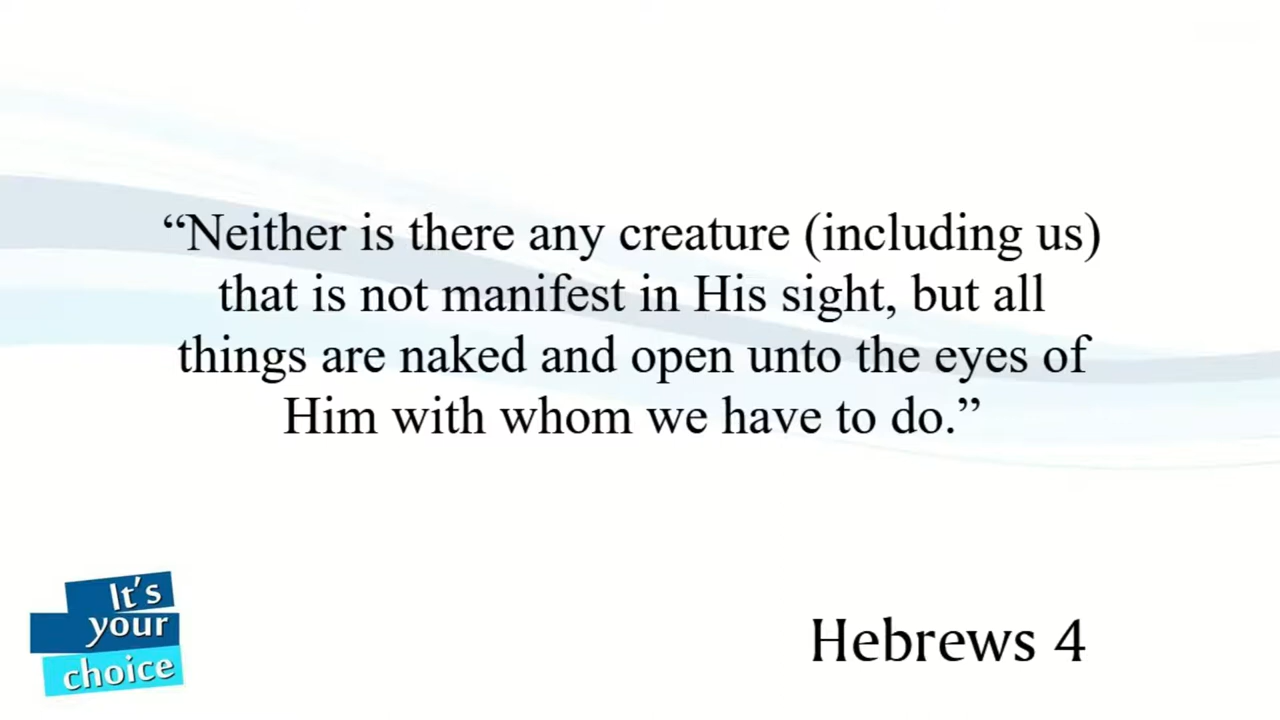 “Neither is there any creature (including us)
that is not manifest in His sight, but all
things are naked and open unto the eyes of
Him with whom we have to do.”
It's
your
choice
Hebrews 4